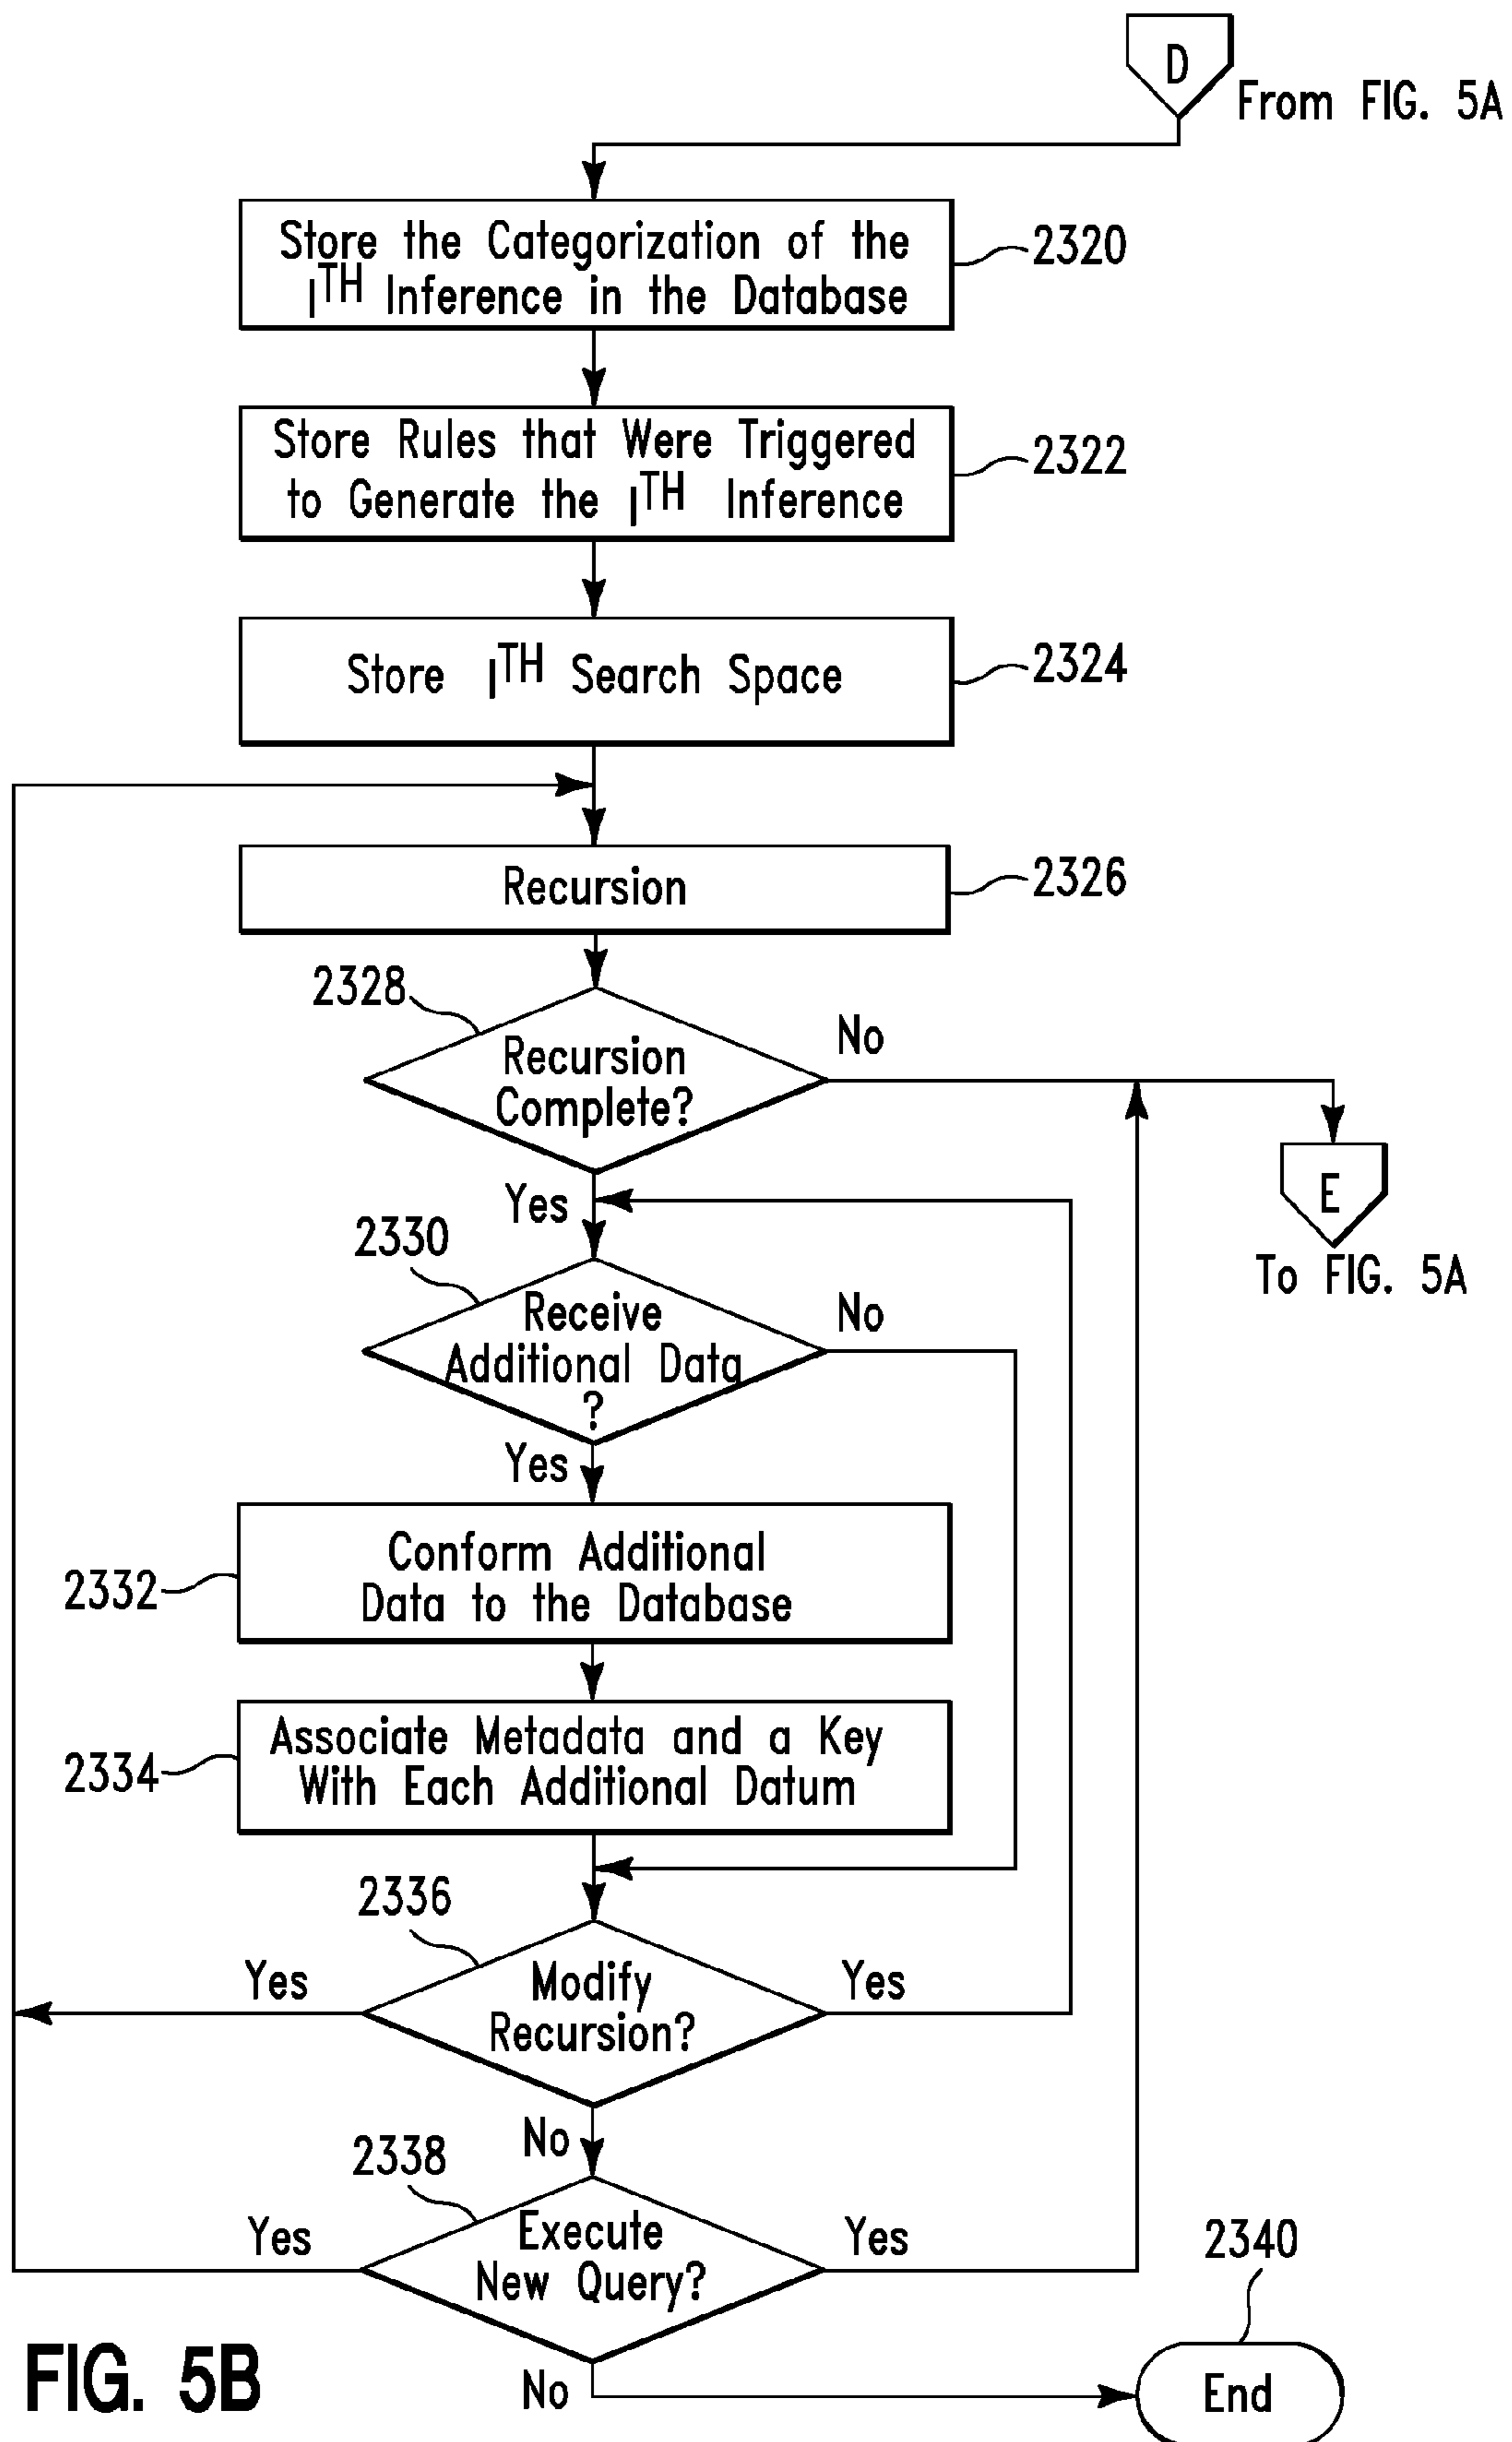 D
From FIG. 5A
Store the Categorization of the
ITH Inference in the Database
2320
Store Rules that Were Triggered
to Generate the ITH Inference
2322
Store ITH Search Space
2324
Recursion
2326
2328
Recursion
Complete?
No
Yes
E
To FIG. 5A
2330
Receive
Additional Data
?
No
Yes
Conform Additional
Data to the Database
2332
Associate Metadata and a Key
With Each Additional Datum
2334
2336
Modify
Recursion?
Yes
Yes
No
2338
Execute
New Query?
Yes
Yes
No
2340
End
FIG. 5B